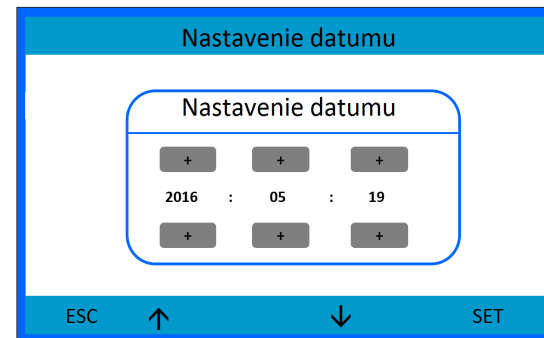 Nastavenie datumu
Nastavenie datumu
+ + +
2016 : 05 : 19
+ + +
ESC ↑ ↓ SET